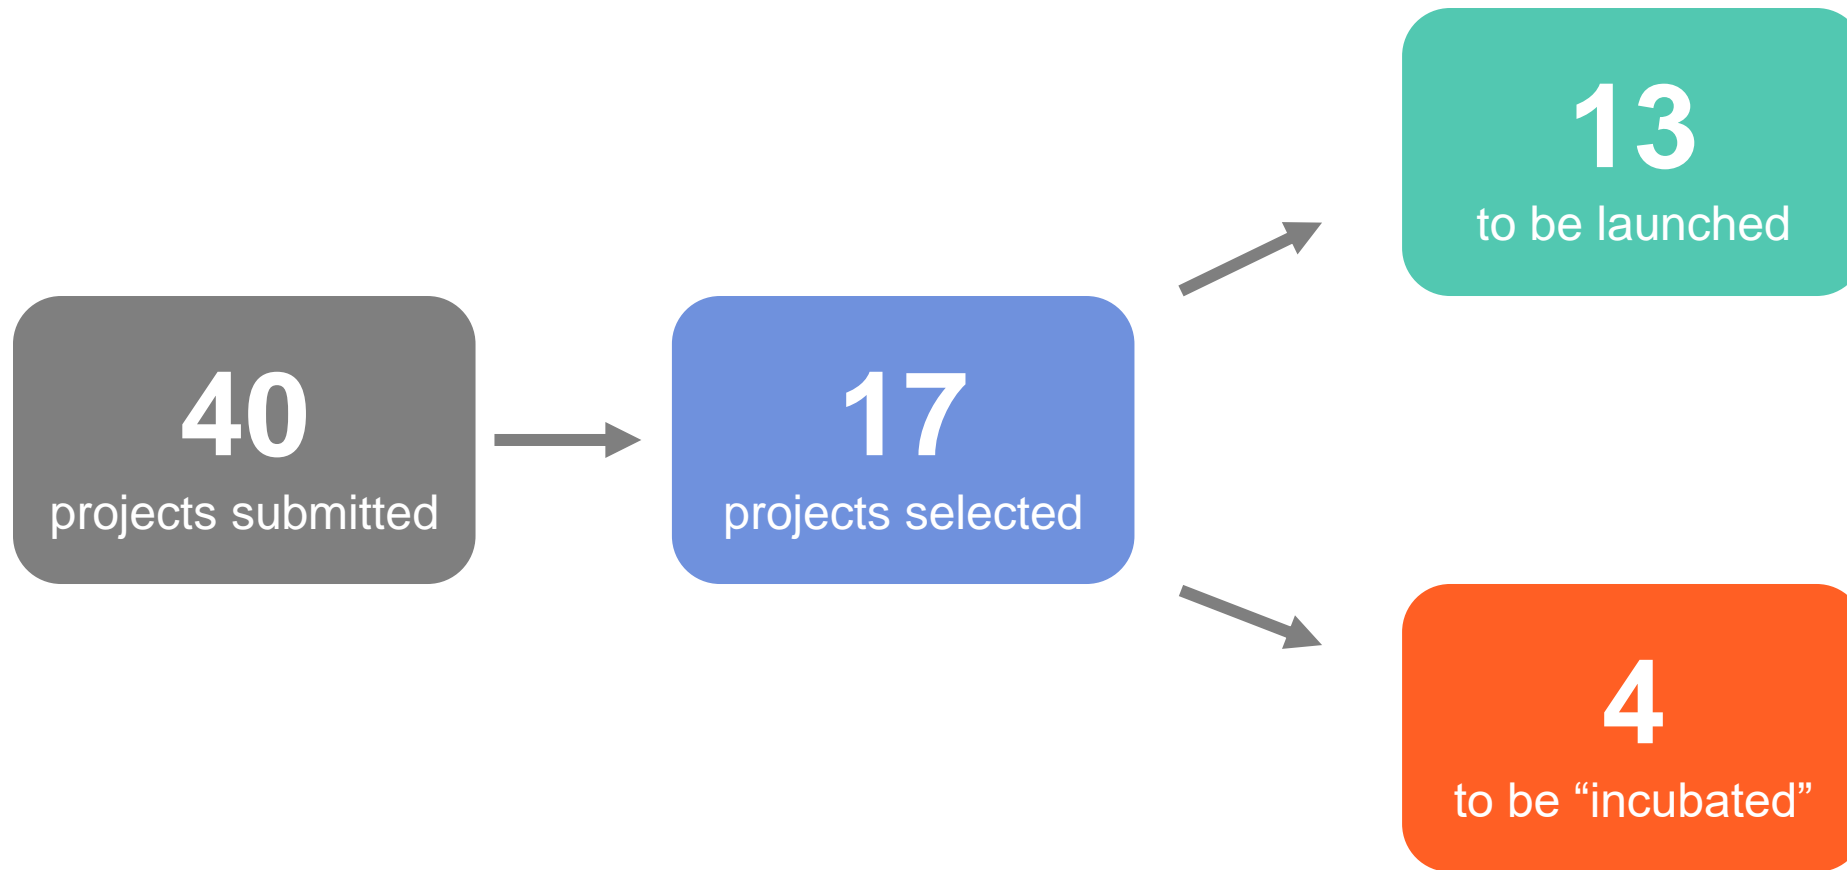 40
projects submitted
17
projects selected
13
to be launched
4
to be “incubated”